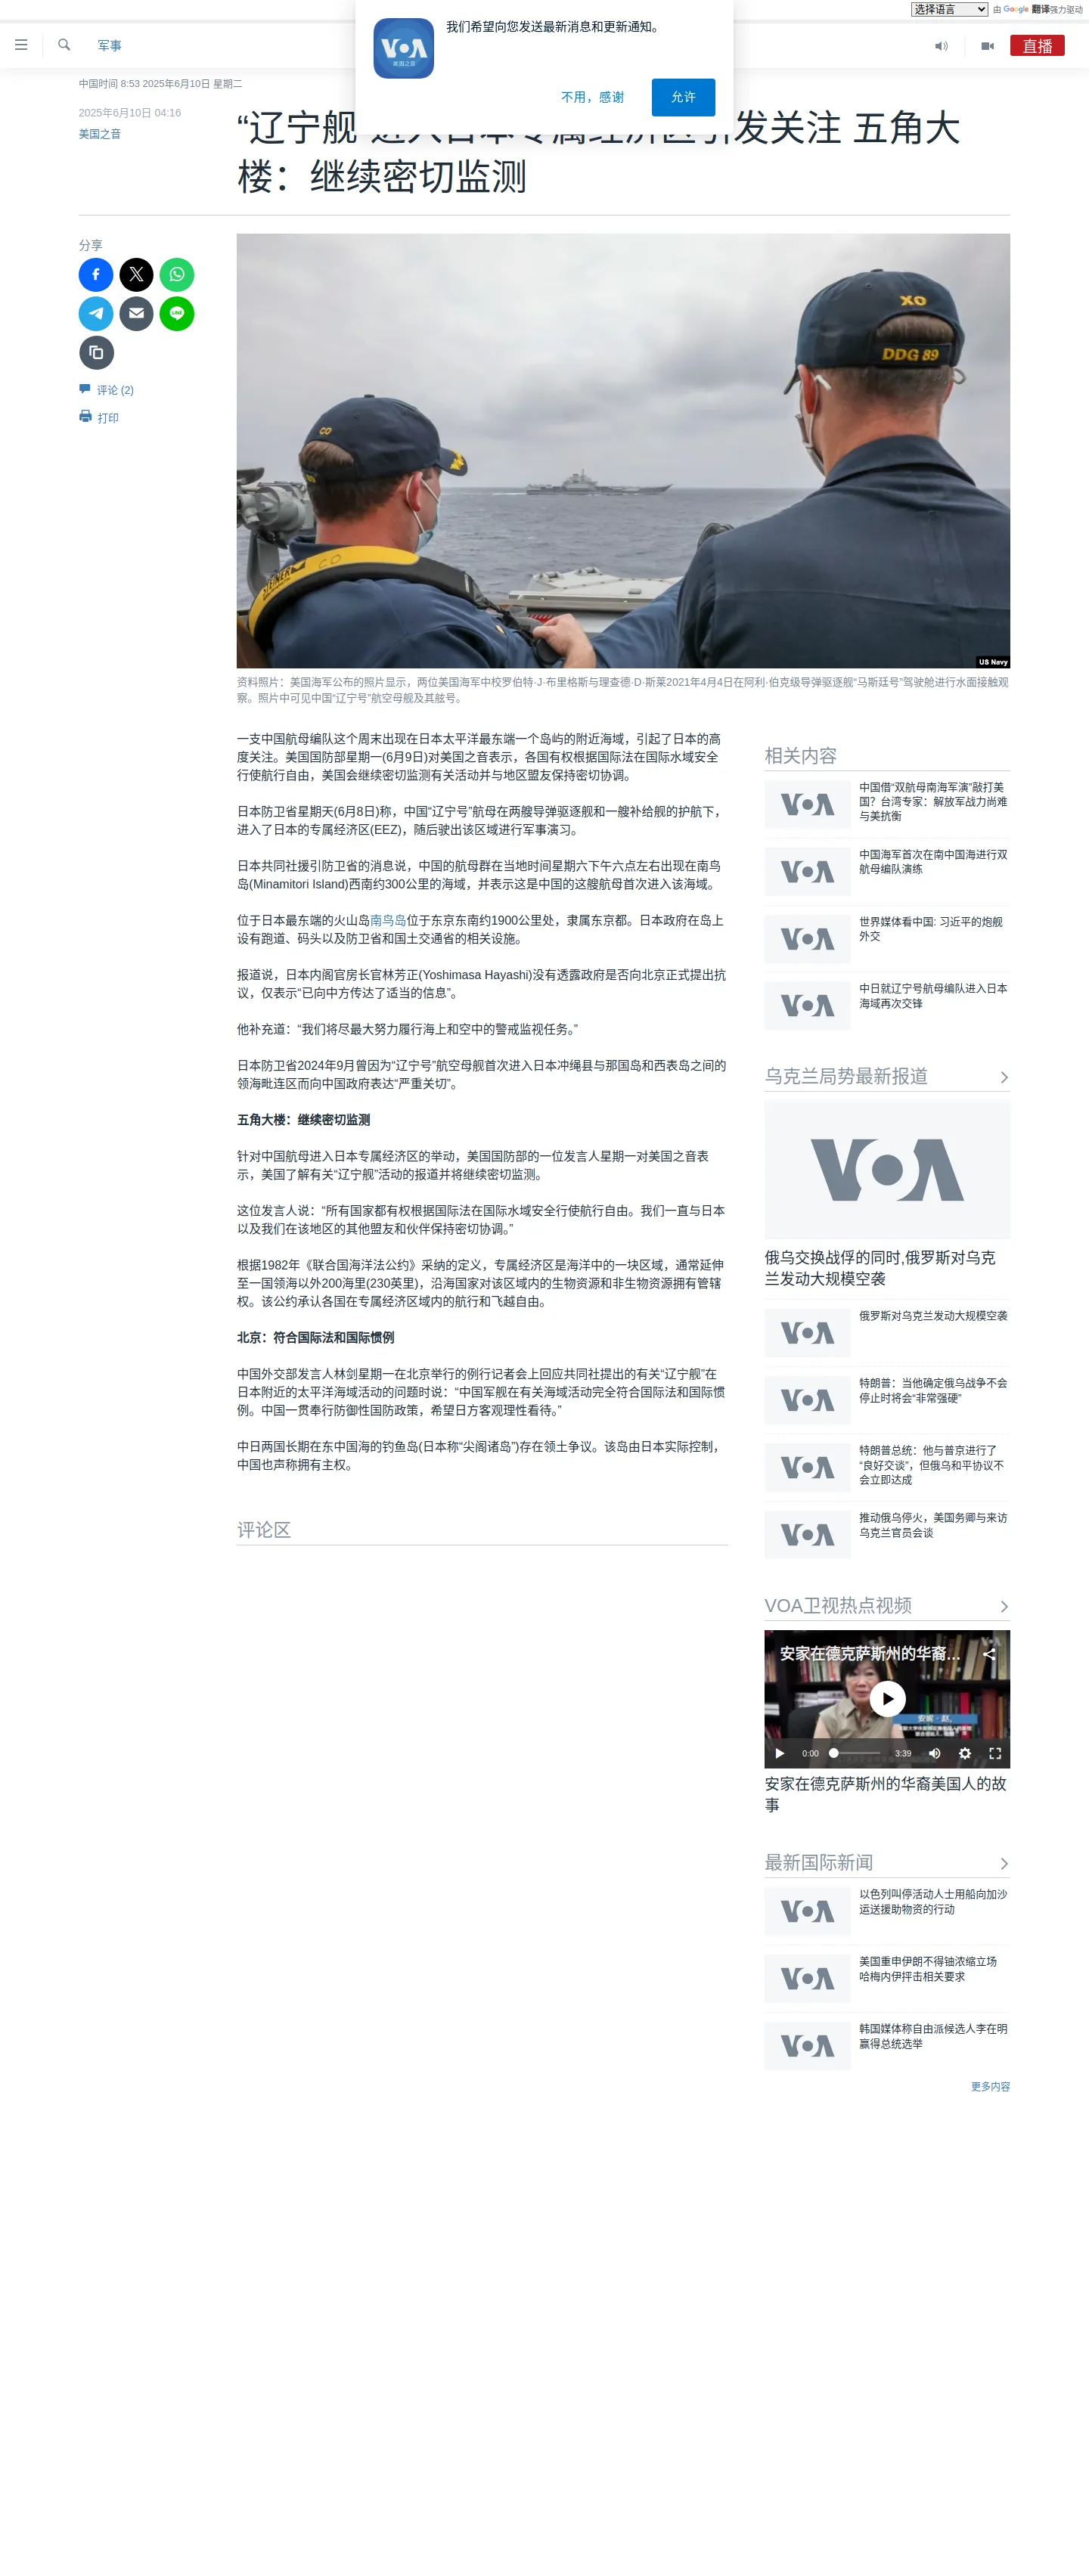 选择语言
由 Google 翻译强力驱动
我们希望向您发送最新消息和更新通知。
VOA
美国之音
不用，感谢
允许
军事
直播
中国时间 8:53 2025年6月10日 星期二
2025年6月10日 04:16
美国之音
“辽宁舰”进入日本专属经济区引发关注 五角大
楼：继续密切监测
分享
评论 (2)
打印
XO
DDG 89
CO
STEINER
CO
US Navy
资料照片：美国海军公布的照片显示，两位美国海军中校罗伯特·J·布里格斯与理查德·D·斯莱2021年4月4日在阿利·伯克级导弹驱逐舰“马斯廷号”驾驶舱进行水面接触观
察。照片中可见中国“辽宁号”航空母舰及其舷号。
一支中国航母编队这个周末出现在日本太平洋最东端一个岛屿的附近海域，引起了日本的高
度关注。美国国防部星期一(6月9日)对美国之音表示，各国有权根据国际法在国际水域安全
行使航行自由，美国会继续密切监测有关活动并与地区盟友保持密切协调。
日本防卫省星期天(6月8日)称，中国“辽宁号”航母在两艘导弹驱逐舰和一艘补给舰的护航下，
进入了日本的专属经济区(EEZ)，随后驶出该区域进行军事演习。
日本共同社援引防卫省的消息说，中国的航母群在当地时间星期六下午六点左右出现在南鸟
岛(Minamitori Island)西南约300公里的海域，并表示这是中国的这艘航母首次进入该海域。
位于日本最东端的火山岛南鸟岛位于东京东南约1900公里处，隶属东京都。日本政府在岛上
设有跑道、码头以及防卫省和国土交通省的相关设施。
报道说，日本内阁官房长官林芳正(Yoshimasa Hayashi)没有透露政府是否向北京正式提出抗
议，仅表示“已向中方传达了适当的信息”。
他补充道：“我们将尽最大努力履行海上和空中的警戒监视任务。”
日本防卫省2024年9月曾因为“辽宁号”航空母舰首次进入日本冲绳县与那国岛和西表岛之间的
领海毗连区而向中国政府表达“严重关切”。
五角大楼：继续密切监测
针对中国航母进入日本专属经济区的举动，美国国防部的一位发言人星期一对美国之音表
示，美国了解有关“辽宁舰”活动的报道并将继续密切监测。
这位发言人说：“所有国家都有权根据国际法在国际水域安全行使航行自由。我们一直与日本
以及我们在该地区的其他盟友和伙伴保持密切协调。”
根据1982年《联合国海洋法公约》采纳的定义，专属经济区是海洋中的一块区域，通常延伸
至一国领海以外200海里(230英里)，沿海国家对该区域内的生物资源和非生物资源拥有管辖
权。该公约承认各国在专属经济区域内的航行和飞越自由。
北京：符合国际法和国际惯例
中国外交部发言人林剑星期一在北京举行的例行记者会上回应共同社提出的有关“辽宁舰”在
日本附近的太平洋海域活动的问题时说：“中国军舰在有关海域活动完全符合国际法和国际惯
例。中国一贯奉行防御性国防政策，希望日方客观理性看待。”
中日两国长期在东中国海的钓鱼岛(日本称“尖阁诸岛”)存在领土争议。该岛由日本实际控制，
中国也声称拥有主权。
评论区
相关内容
VOA
中国借“双航母南海军演”敲打美
国？台湾专家：解放军战力尚难
与美抗衡
VOA
中国海军首次在南中国海进行双
航母编队演练
VOA
世界媒体看中国: 习近平的炮舰
外交
VOA
中日就辽宁号航母编队进入日本
海域再次交锋
乌克兰局势最新报道
VOA
俄乌交换战俘的同时,俄罗斯对乌克
兰发动大规模空袭
VOA
俄罗斯对乌克兰发动大规模空袭
VOA
特朗普：当他确定俄乌战争不会
停止时将会“非常强硬”
VOA
特朗普总统：他与普京进行了
“良好交谈”，但俄乌和平协议不
会立即达成
VOA
推动俄乌停火，美国务卿与来访
乌克兰官员会谈
VOA卫视热点视频
安家在德克萨斯州的华裔…
VOA
安妮·赵,
0:00
3:39
安家在德克萨斯州的华裔美国人的故
事
最新国际新闻
VOA
以色列叫停活动人士用船向加沙
运送援助物资的行动
VOA
美国重申伊朗不得铀浓缩立场
哈梅内伊抨击相关要求
VOA
韩国媒体称自由派候选人李在明
赢得总统选举
更多内容